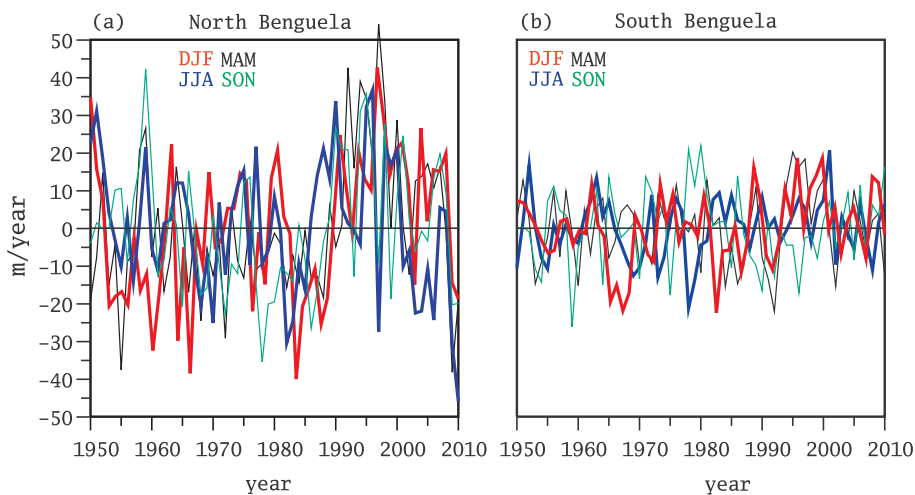 (a) North Benguela
DJF MAM
JJA SON
50
40
30
20
10
0
−10
−20
−30
−40
−50
m/year
1950 1960 1970 1980 1990 2000 2010
year
(b) South Benguela
DJF MAM
JJA SON
1950 1960 1970 1980 1990 2000 2010
year